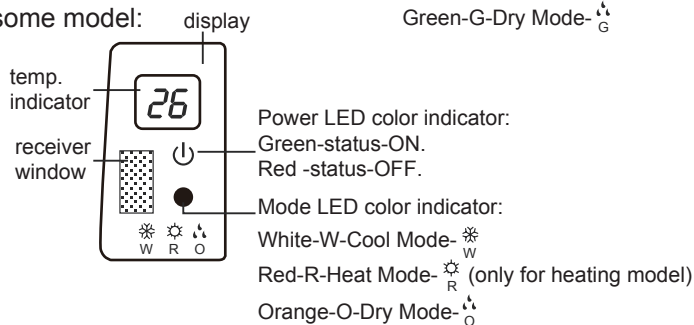 some model:
display
Green-G-Dry Mode- G
temp.
indicator
26
receiver
window
Power LED color indicator:
Green-status-ON.
Red -status-OFF.
Mode LED color indicator:
W R O
White-W-Cool Mode- W
Red-R-Heat Mode- R (only for heating model)
Orange-O-Dry Mode- O